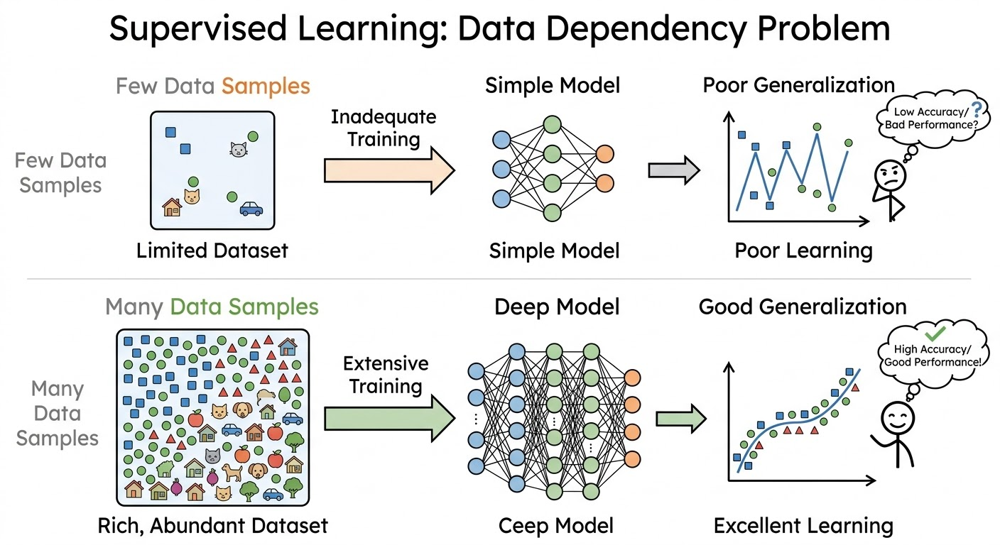 Supervised Learning: Data Dependency Problem
Few Data Samples
Simple Model
Poor Generalization
Low Accuracy/ ?
Bad Performance?
Inadequate
Training
Few Data
Samples
Limited Dataset
Simple Model
Poor Learning
Many Data Samples
Deep Model
Good Generalization
High Accuracy/
Good Performance!
Extensive
Training
Many
Data
Samples
Rich, Abundant Dataset
Ceep Model
Excellent Learning